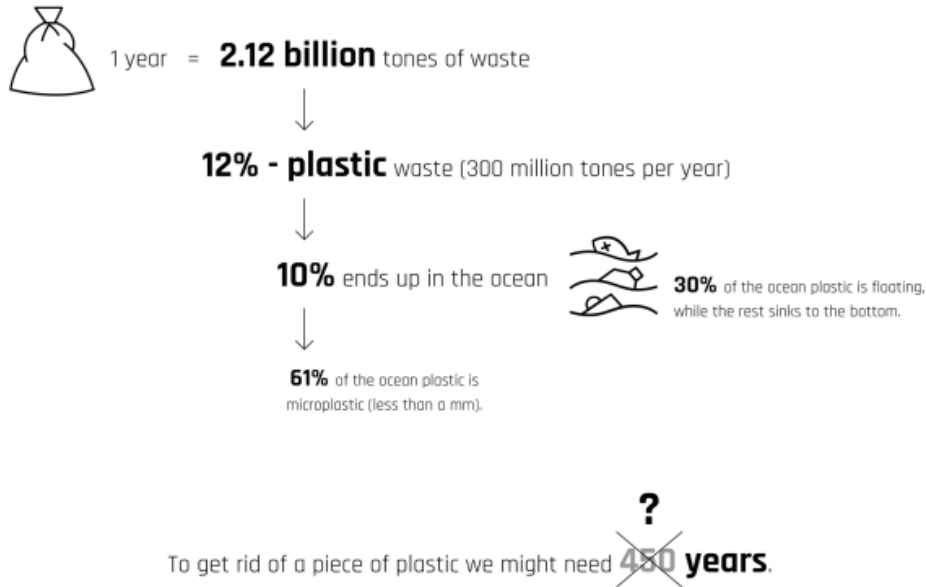 1 year = 2.12 billion tones of waste
12% - plastic waste (300 million tones per year)
10% ends up in the ocean
30% of the ocean plastic is floating,
while the rest sinks to the bottom.
61% of the ocean plastic is
microplastic (less than a mm).
?
To get rid of a piece of plastic we might need 450 years.